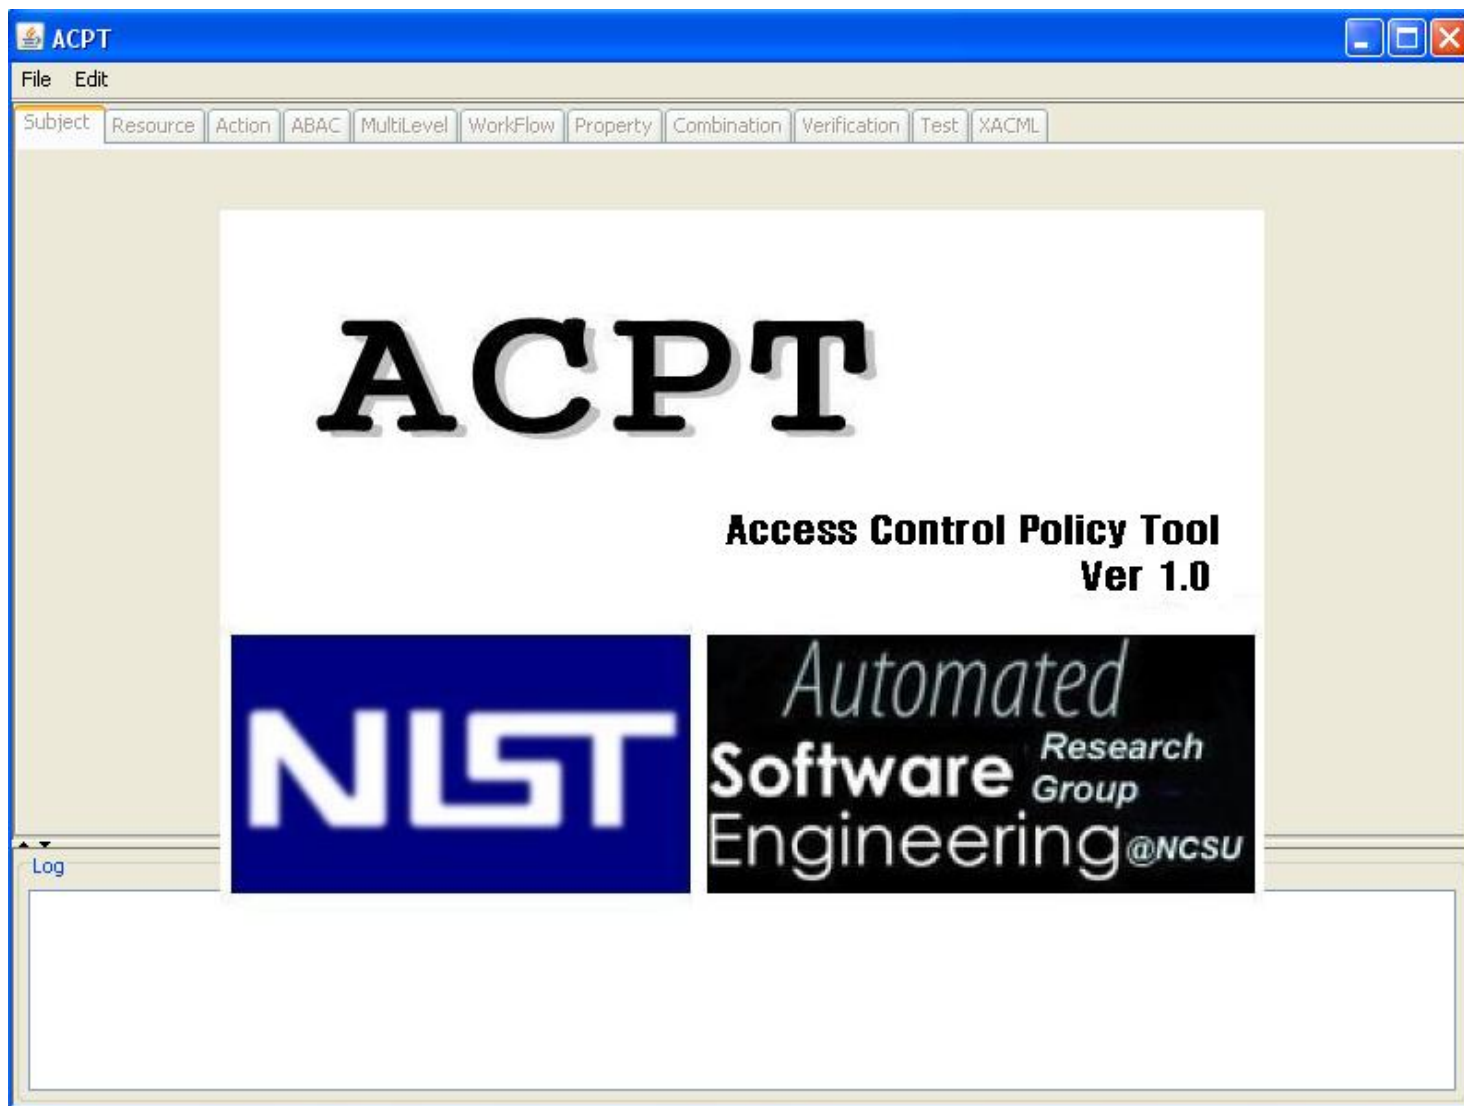 ACPT
File Edit
Subject Resource Action ABAC MultiLevel WorkFlow Property Combination Verification Test XACML
ACPT
Access Control Policy Tool
Ver 1.0
NIST
Automated
Software Research
Group
Engineering @NCSU
Log